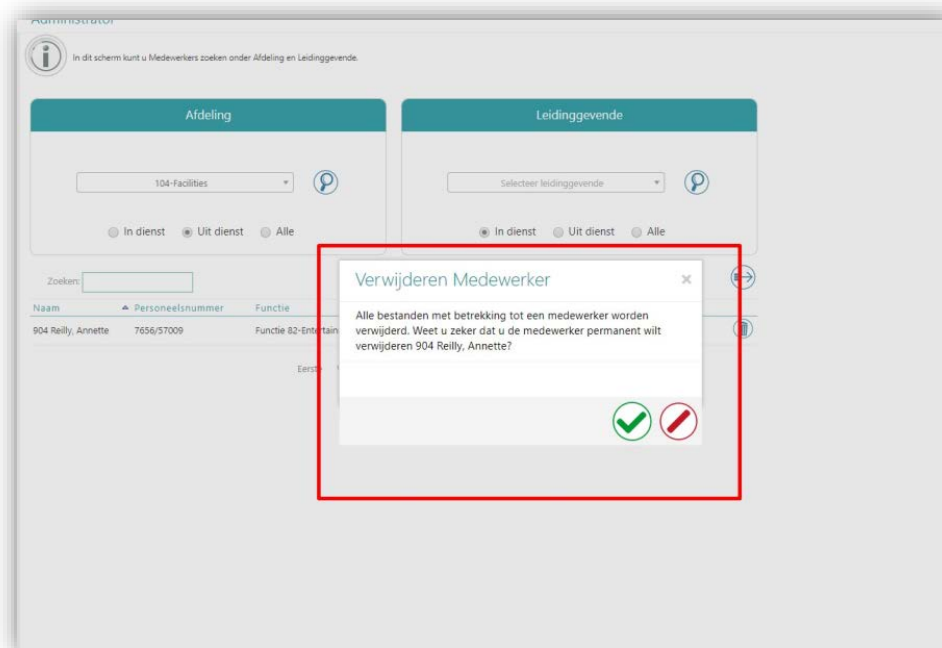 Administrator
In dit scherm kunt u Medewerkers zoeken onder Afdeling en Leidinggevende.
Afdeling
Leidinggevende
104-Facilities
Selecteer leidinggevende
In dienst Uit dienst Alle
In dienst Uit dienst Alle
Zoeken:
Verwijderen Medewerker ×
Naam Personeelsnummer Functie
Alle bestanden met betrekking tot een medewerker worden
verwijderd. Weet u zeker dat u de medewerker permanent wilt
verwijderen 904 Reilly, Annette?
904 Reilly, Annette 7656/57009 Functie 82-Entertain
Eerste